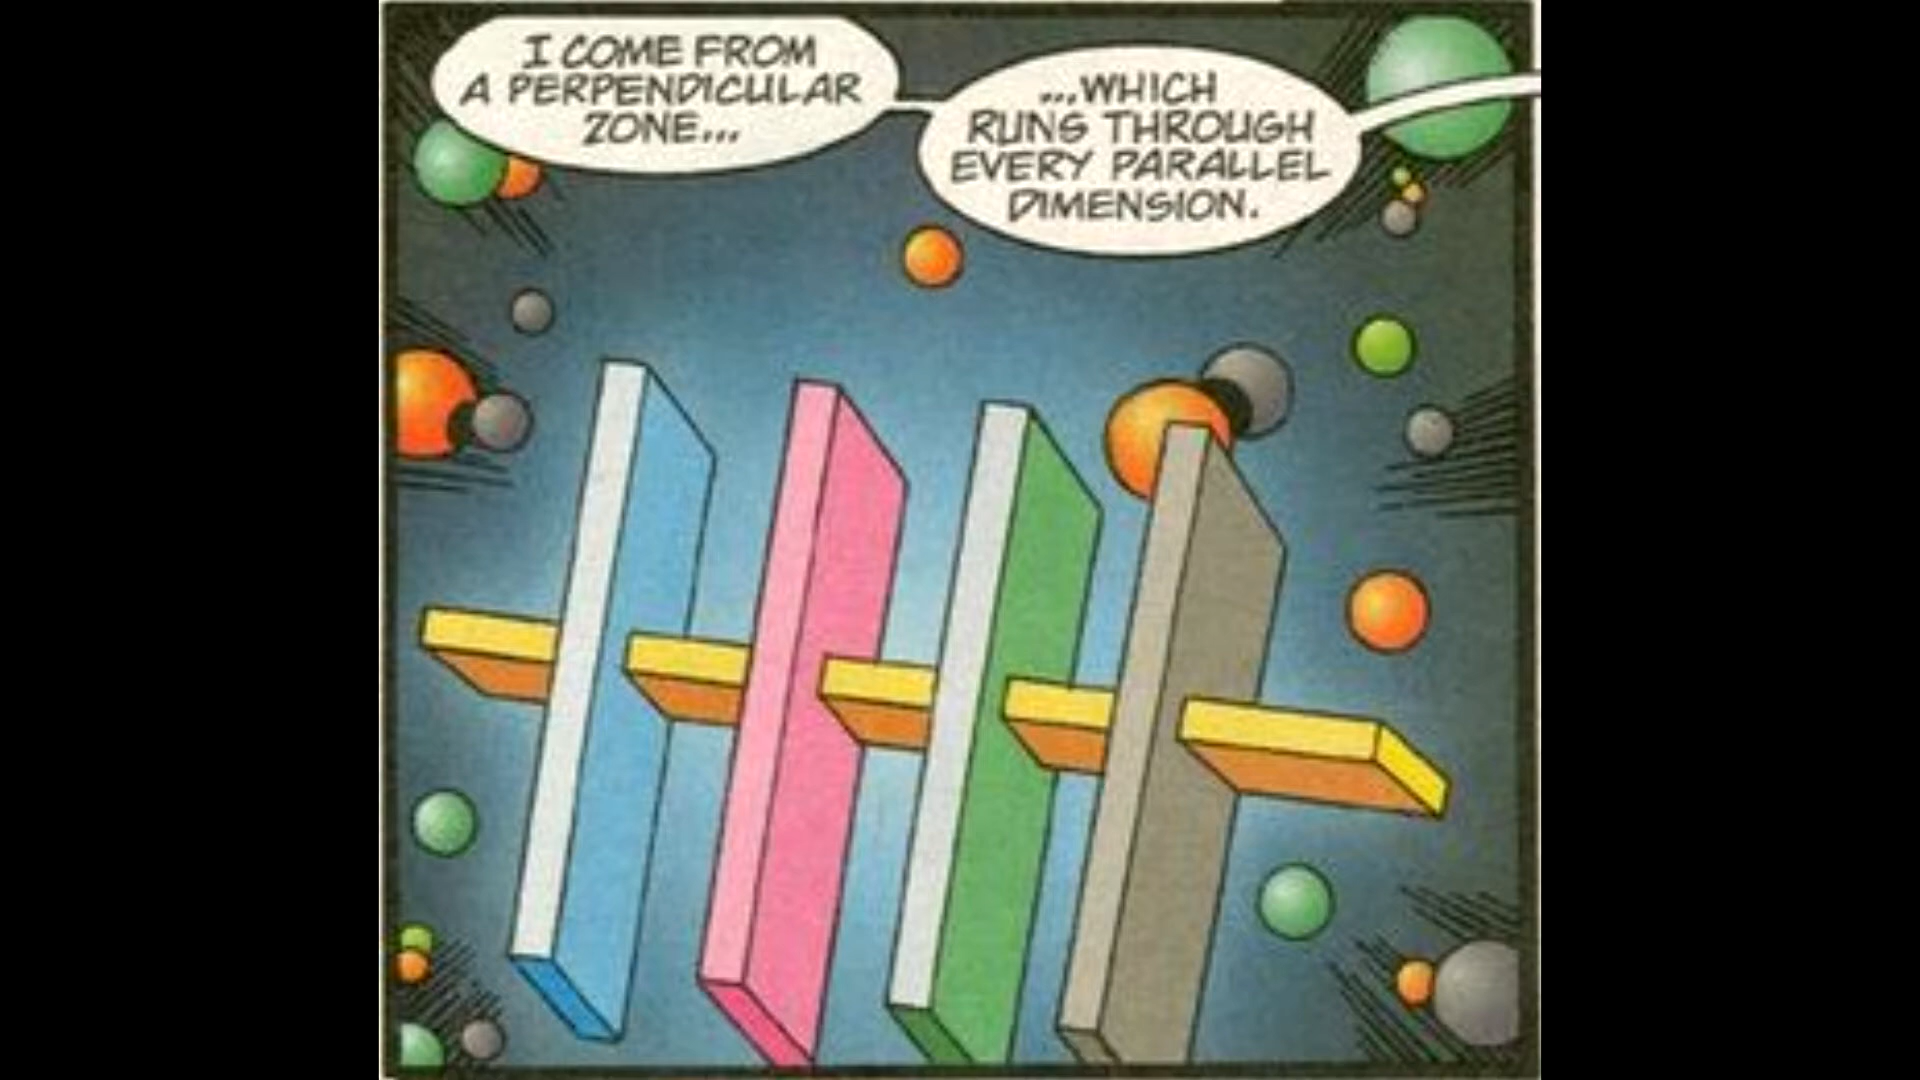 I COME FROM
A PERPENDICULAR
ZONE...
...WHICH
RUNS THROUGH
EVERY PARALLEL
DIMENSION.